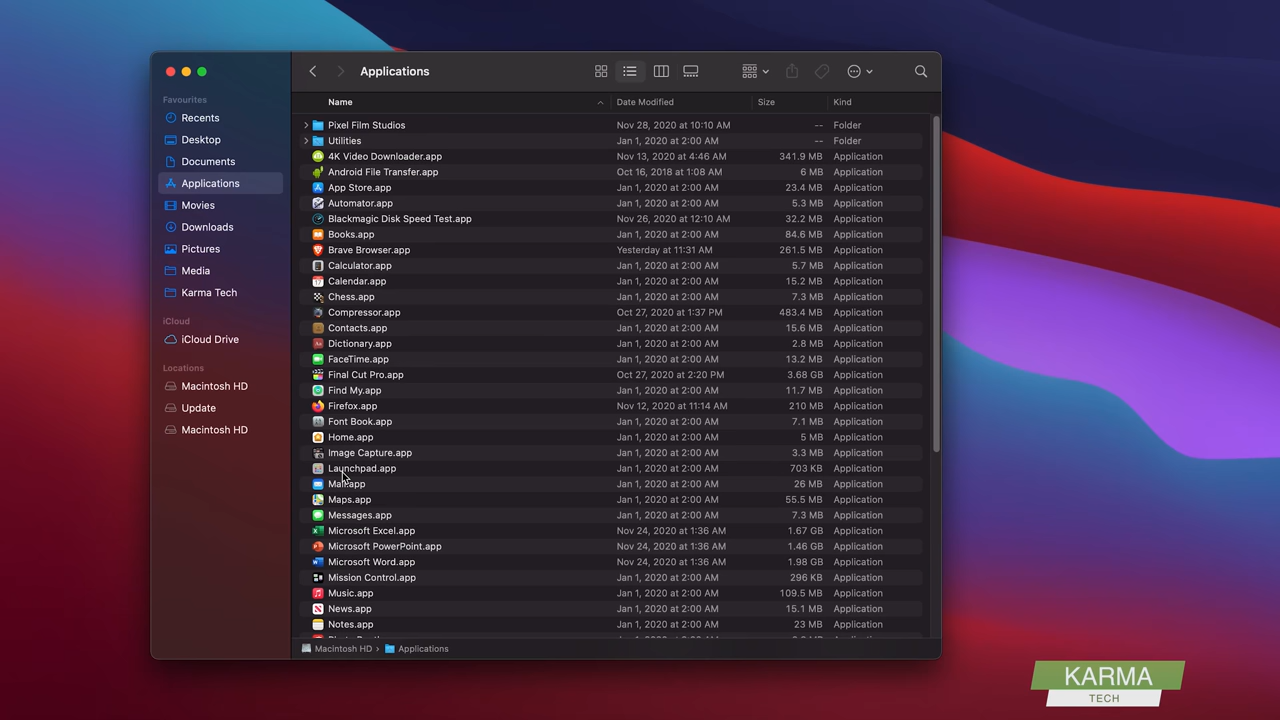 Applications
Favourites
Recents
Desktop
Documents
Applications
Movies
Downloads
Pictures
Media
Karma Tech
iCloud
iCloud Drive
Locations
Macintosh HD
Update
Macintosh HD
Name Date Modified Size Kind
Pixel Film Studios Nov 28, 2020 at 10:10 AM -- Folder
Utilities Jan 1, 2020 at 2:00 AM -- Folder
4K Video Downloader.app Nov 13, 2020 at 4:46 AM 341.9 MB Application
Android File Transfer.app Oct 16, 2018 at 1:08 AM 6 MB Application
App Store.app Jan 1, 2020 at 2:00 AM 23.4 MB Application
Automator.app Jan 1, 2020 at 2:00 AM 5.3 MB Application
Blackmagic Disk Speed Test.app Nov 26, 2020 at 12:10 AM 32.2 MB Application
Books.app Jan 1, 2020 at 2:00 AM 84.6 MB Application
Brave Browser.app Yesterday at 11:31 AM 261.5 MB Application
Calculator.app Jan 1, 2020 at 2:00 AM 5.7 MB Application
Calendar.app Jan 1, 2020 at 2:00 AM 15.2 MB Application
Chess.app Jan 1, 2020 at 2:00 AM 7.3 MB Application
Compressor.app Oct 27, 2020 at 1:37 PM 483.4 MB Application
Contacts.app Jan 1, 2020 at 2:00 AM 15.6 MB Application
Dictionary.app Jan 1, 2020 at 2:00 AM 2.8 MB Application
FaceTime.app Jan 1, 2020 at 2:00 AM 13.2 MB Application
Final Cut Pro.app Oct 27, 2020 at 2:20 PM 3.68 GB Application
Find My.app Jan 1, 2020 at 2:00 AM 11.7 MB Application
Firefox.app Nov 12, 2020 at 11:14 AM 210 MB Application
Font Book.app Jan 1, 2020 at 2:00 AM 7.1 MB Application
Home.app Jan 1, 2020 at 2:00 AM 5 MB Application
Image Capture.app Jan 1, 2020 at 2:00 AM 3.3 MB Application
Launchpad.app Jan 1, 2020 at 2:00 AM 703 KB Application
Mail.app Jan 1, 2020 at 2:00 AM 26 MB Application
Maps.app Jan 1, 2020 at 2:00 AM 55.5 MB Application
Messages.app Jan 1, 2020 at 2:00 AM 7.3 MB Application
Microsoft Excel.app Nov 24, 2020 at 1:36 AM 1.67 GB Application
Microsoft PowerPoint.app Nov 24, 2020 at 1:36 AM 1.46 GB Application
Microsoft Word.app Nov 24, 2020 at 1:36 AM 1.98 GB Application
Mission Control.app Jan 1, 2020 at 2:00 AM 296 KB Application
Music.app Jan 1, 2020 at 2:00 AM 109.5 MB Application
News.app Jan 1, 2020 at 2:00 AM 15.1 MB Application
Notes.app Jan 1, 2020 at 2:00 AM 23 MB Application
Macintosh HD › Applications
KARMA
TECH